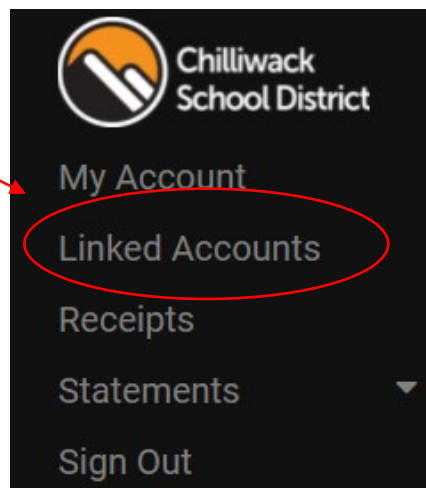 Chilliwack
School District
My Account
Linked Accounts
Receipts
Statements
Sign Out